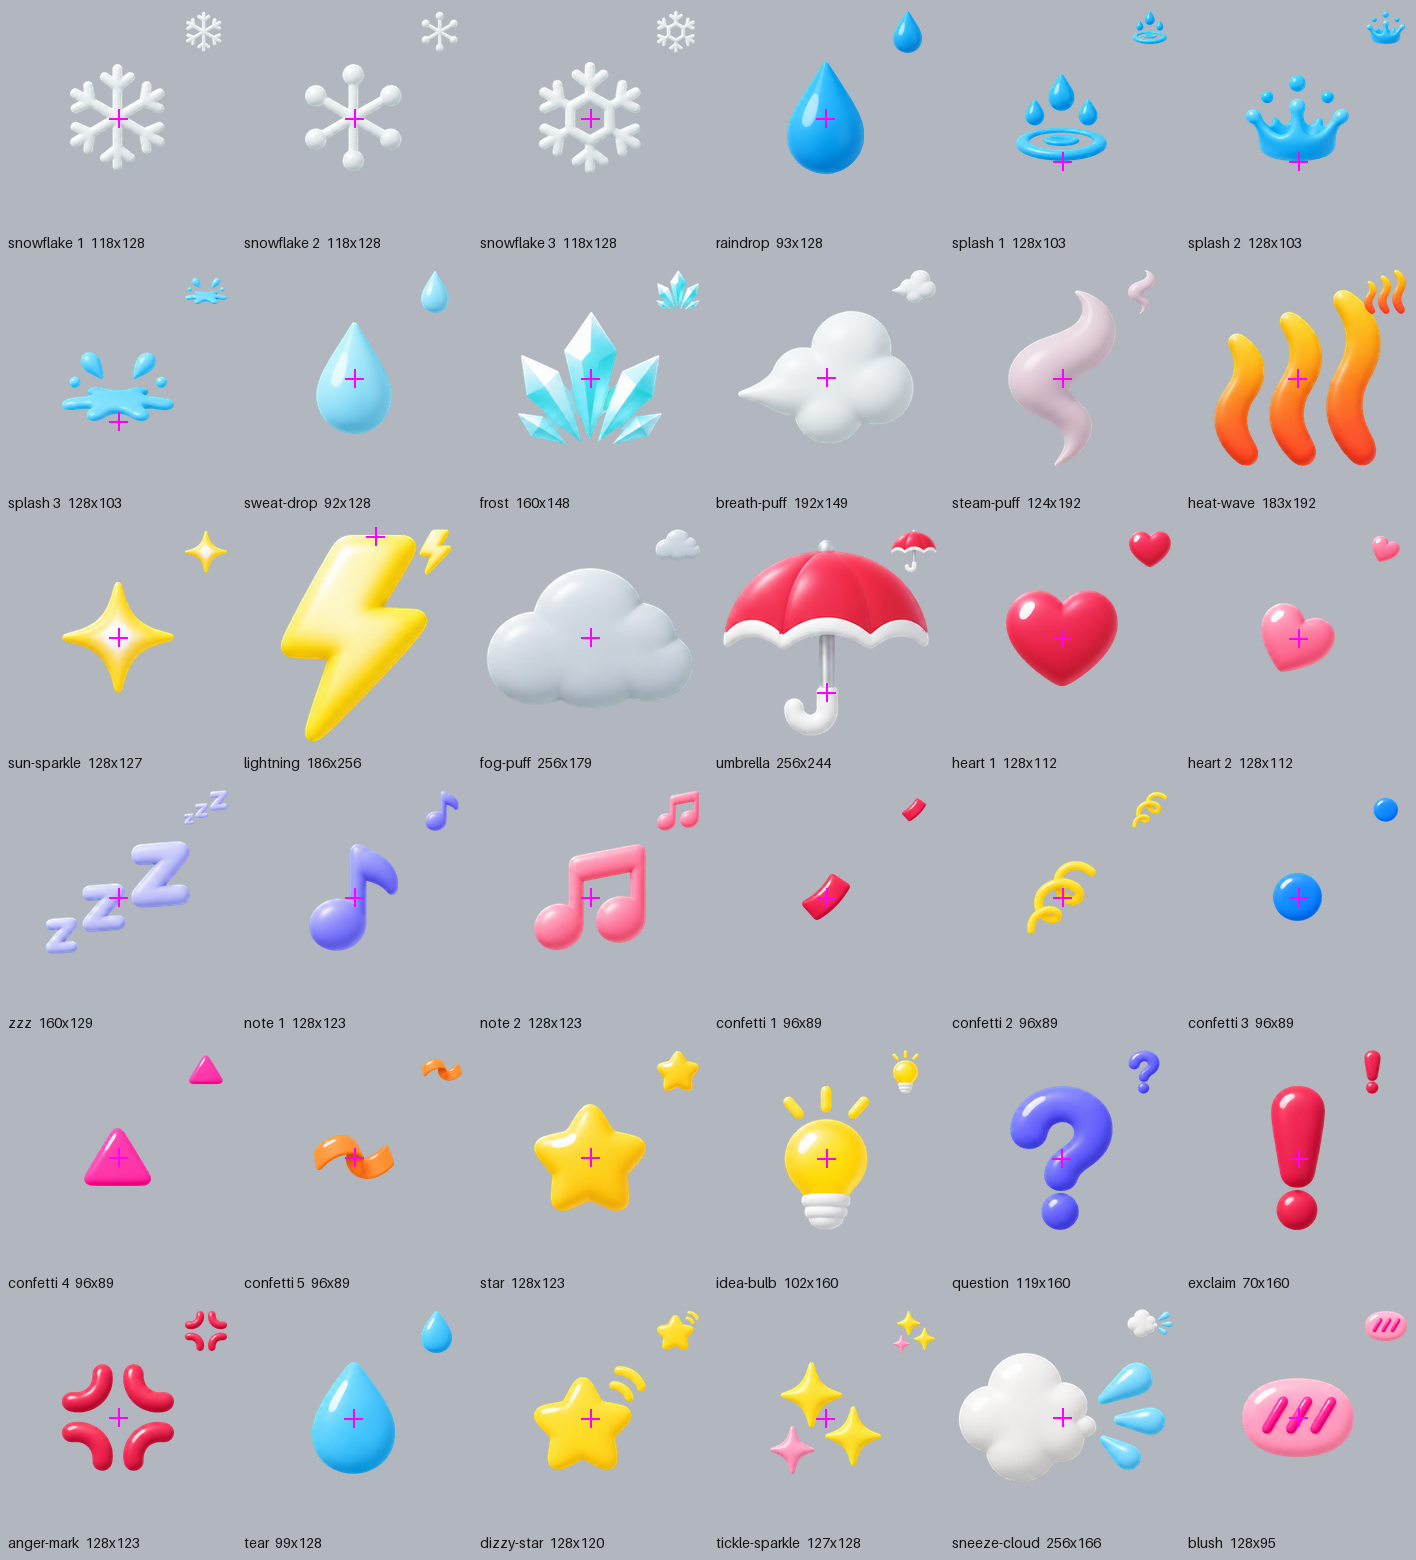 snowflake 1 118x128
snowflake 2 118x128
snowflake 3 118x128
raindrop 93x128
splash 1 128x103
splash 2 128x103
splash 3 128x103
sweat-drop 92x128
frost 160x148
breath-puff 192x149
steam-puff 124x192
heat-wave 183x192
sun-sparkle 128x127
lightning 186x256
fog-puff 256x179
umbrella 256x244
heart 1 128x112
heart 2 128x112
zzz 160x129
note 1 128x123
note 2 128x123
confetti 1 96x89
confetti 2 96x89
confetti 3 96x89
confetti 4 96x89
confetti 5 96x89
star 128x123
idea-bulb 102x160
question 119x160
exclaim 70x160
anger-mark 128x123
tear 99x128
dizzy-star 128x120
tickle-sparkle 127x128
sneeze-cloud 256x166
blush 128x95